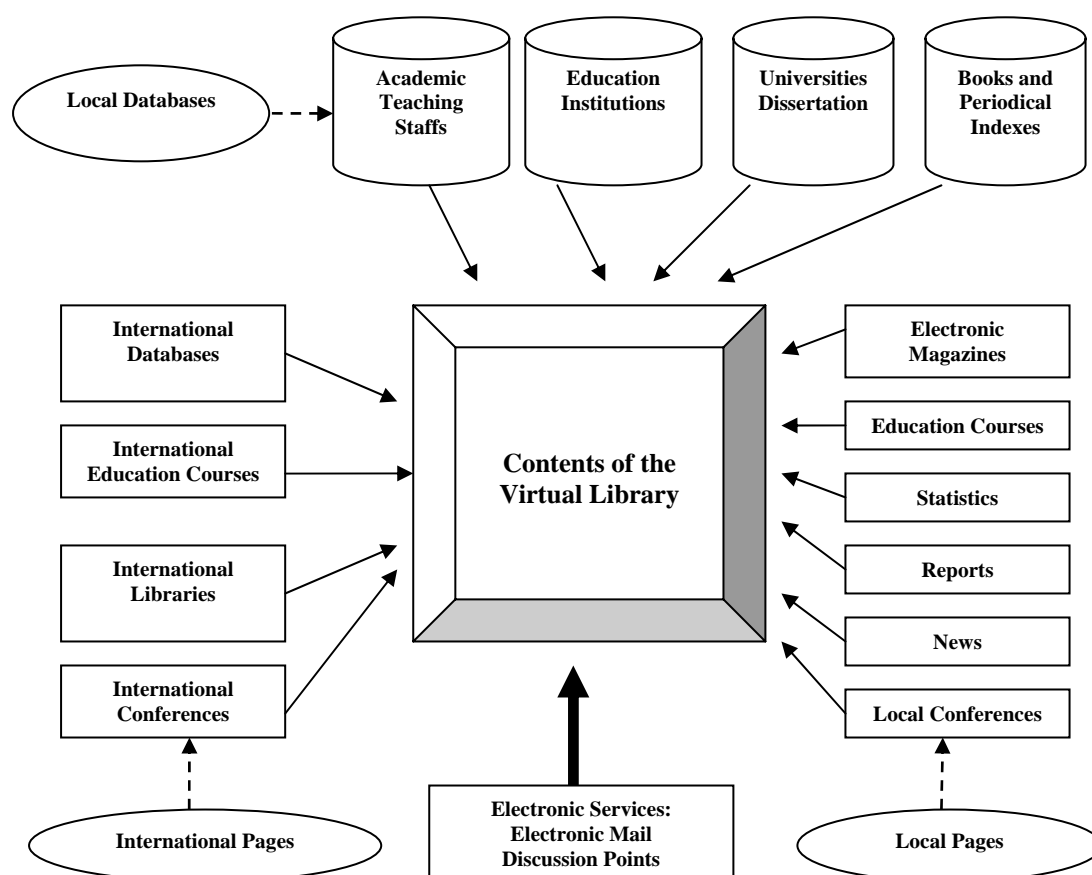 Local Databases
Academic
Teaching
Staffs
Education
Institutions
Universities
Dissertation
Books and
Periodical
Indexes
International
Databases
International
Education Courses
International
Libraries
International
Conferences
International Pages
Contents of the
Virtual Library
Electronic Services:
Electronic Mail
Discussion Points
Electronic
Magazines
Education Courses
Statistics
Reports
News
Local Conferences
Local Pages